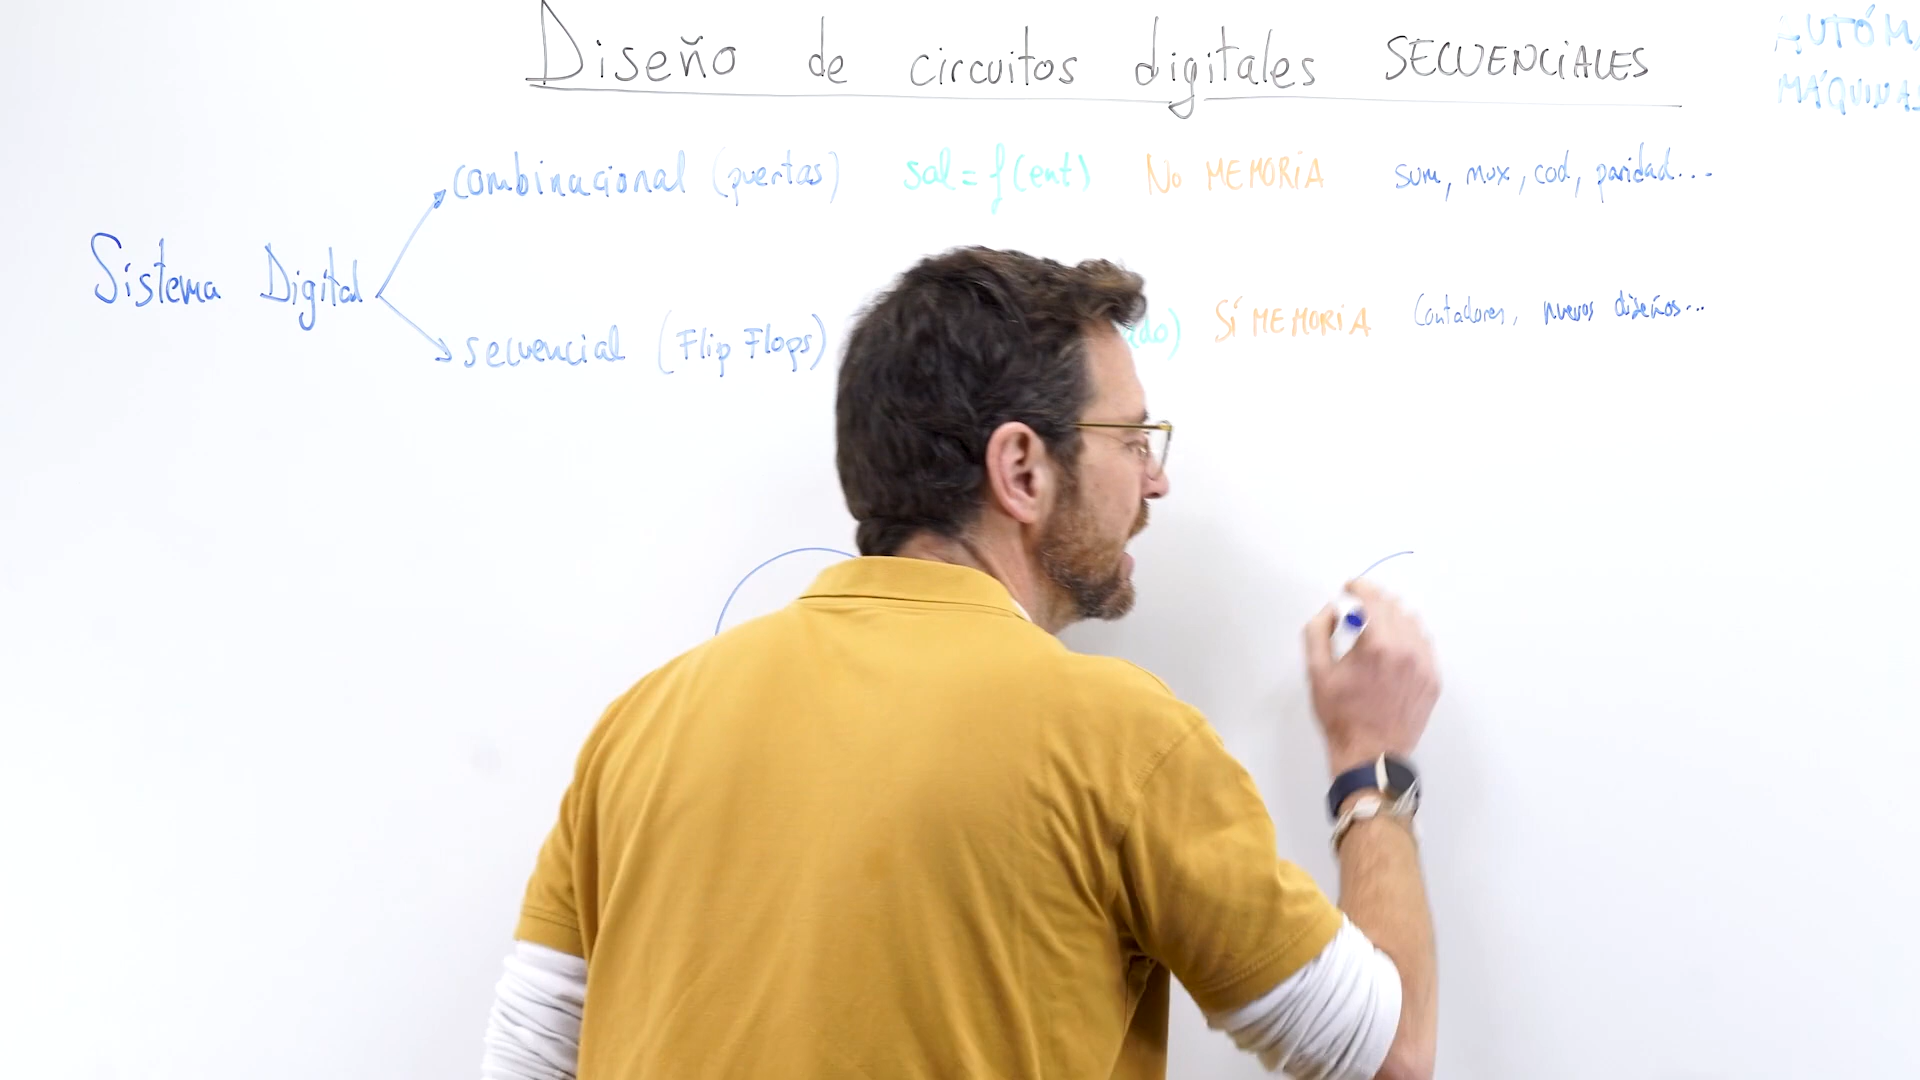 Diseño de circuitos digitales SECUENCIALES
combinacional (puertas) sal = f(ent) No MEMORIA sum, mux, cod, paridad...
Sistema Digital
secuencial (Flip Flops) SÍ MEMORIA Contadores, nuevos diseños...